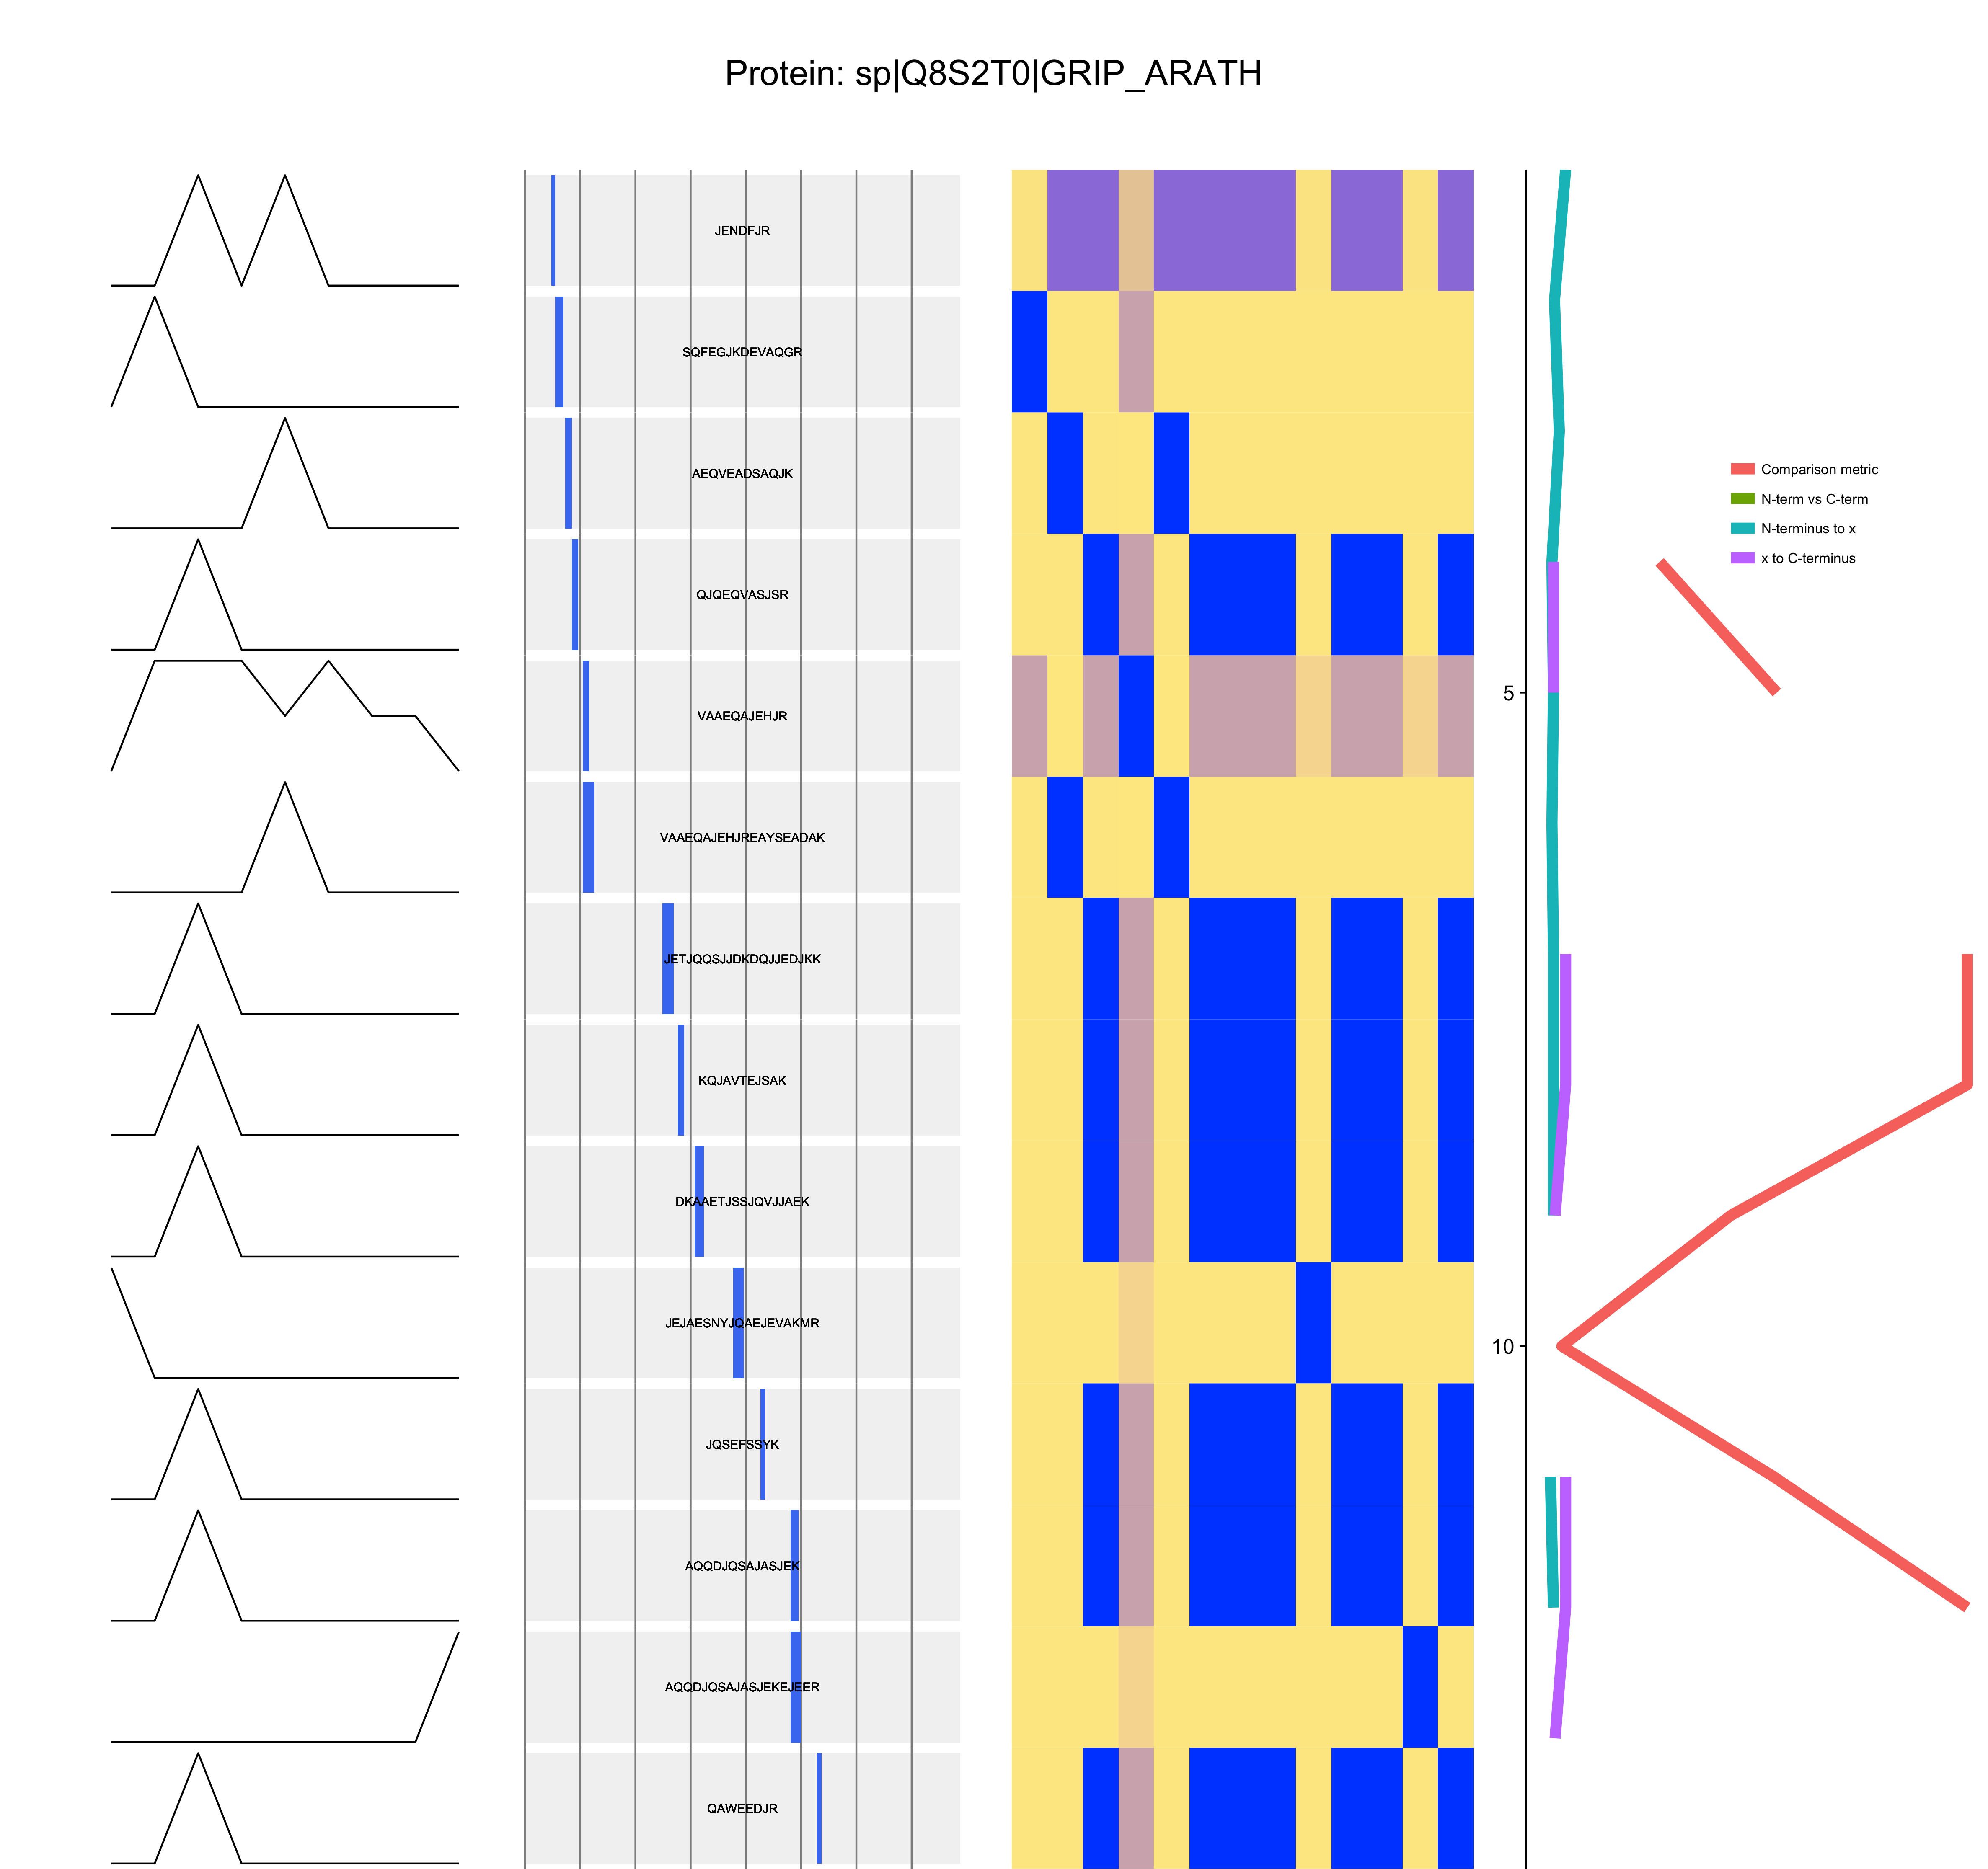 Protein: sp|Q8S2T0|GRIP_ARATH
JENDFJR
SQFEGJKDEVAQGR
AEQVEADSAQJK
Comparison metric
N-term vs C-term
N-terminus to x
x to C-terminus
QJQEQVASJSR
5
VAAEQAJEHJR
VAAEQAJEHJREAYSEADAK
JETJQQSJJDKDQJJEDJKK
KQJAVTEJSAK
DKAAETJSSJQVJJAEK
JEJAESNYJQAEJEVAKMR
10
JQSEFSSYK
AQQDJQSAJASJEK
AQQDJQSAJASJEKEJEER
QAWEEDJR